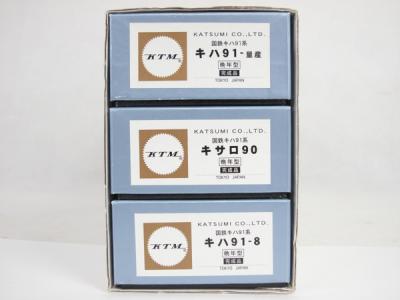 KTM
KATSUMI CO.,LTD.
国鉄キハ91系
キハ91-量産
晩年型
完成品
TOKYO JAPAN
KTM
KATSUMI CO.,LTD.
国鉄キハ91系
キサロ90
晩年型
完成品
TOKYO JAPAN
KTM
KATSUMI CO.,LTD.
国鉄キハ91系
キハ91-8
晩年型
完成品
TOKYO JAPAN